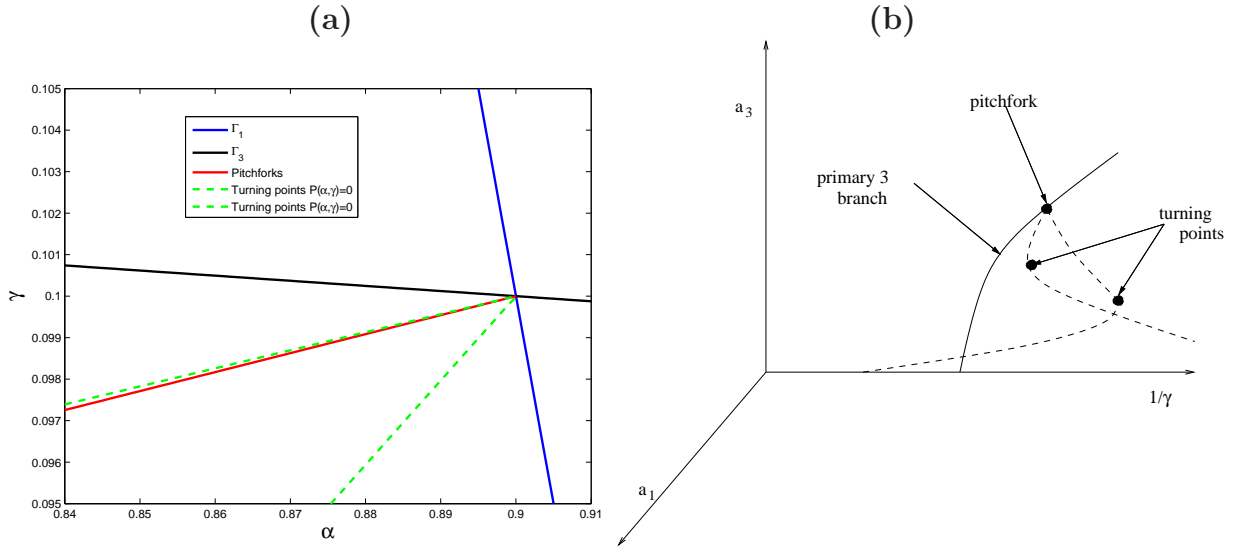 (a)
0.105
0.104
0.103
0.102
0.101
0.1
0.099
0.098
0.097
0.096
0.095
γ
Γ1
Γ3
Pitchforks
Turning points P(α,γ)=0
Turning points P(α,γ)=0
0.84
0.85
0.86
0.87
0.88
0.89
0.9
0.91
α
(b)
a3
pitchfork
primary 3
branch
turning
points
1/γ
a1